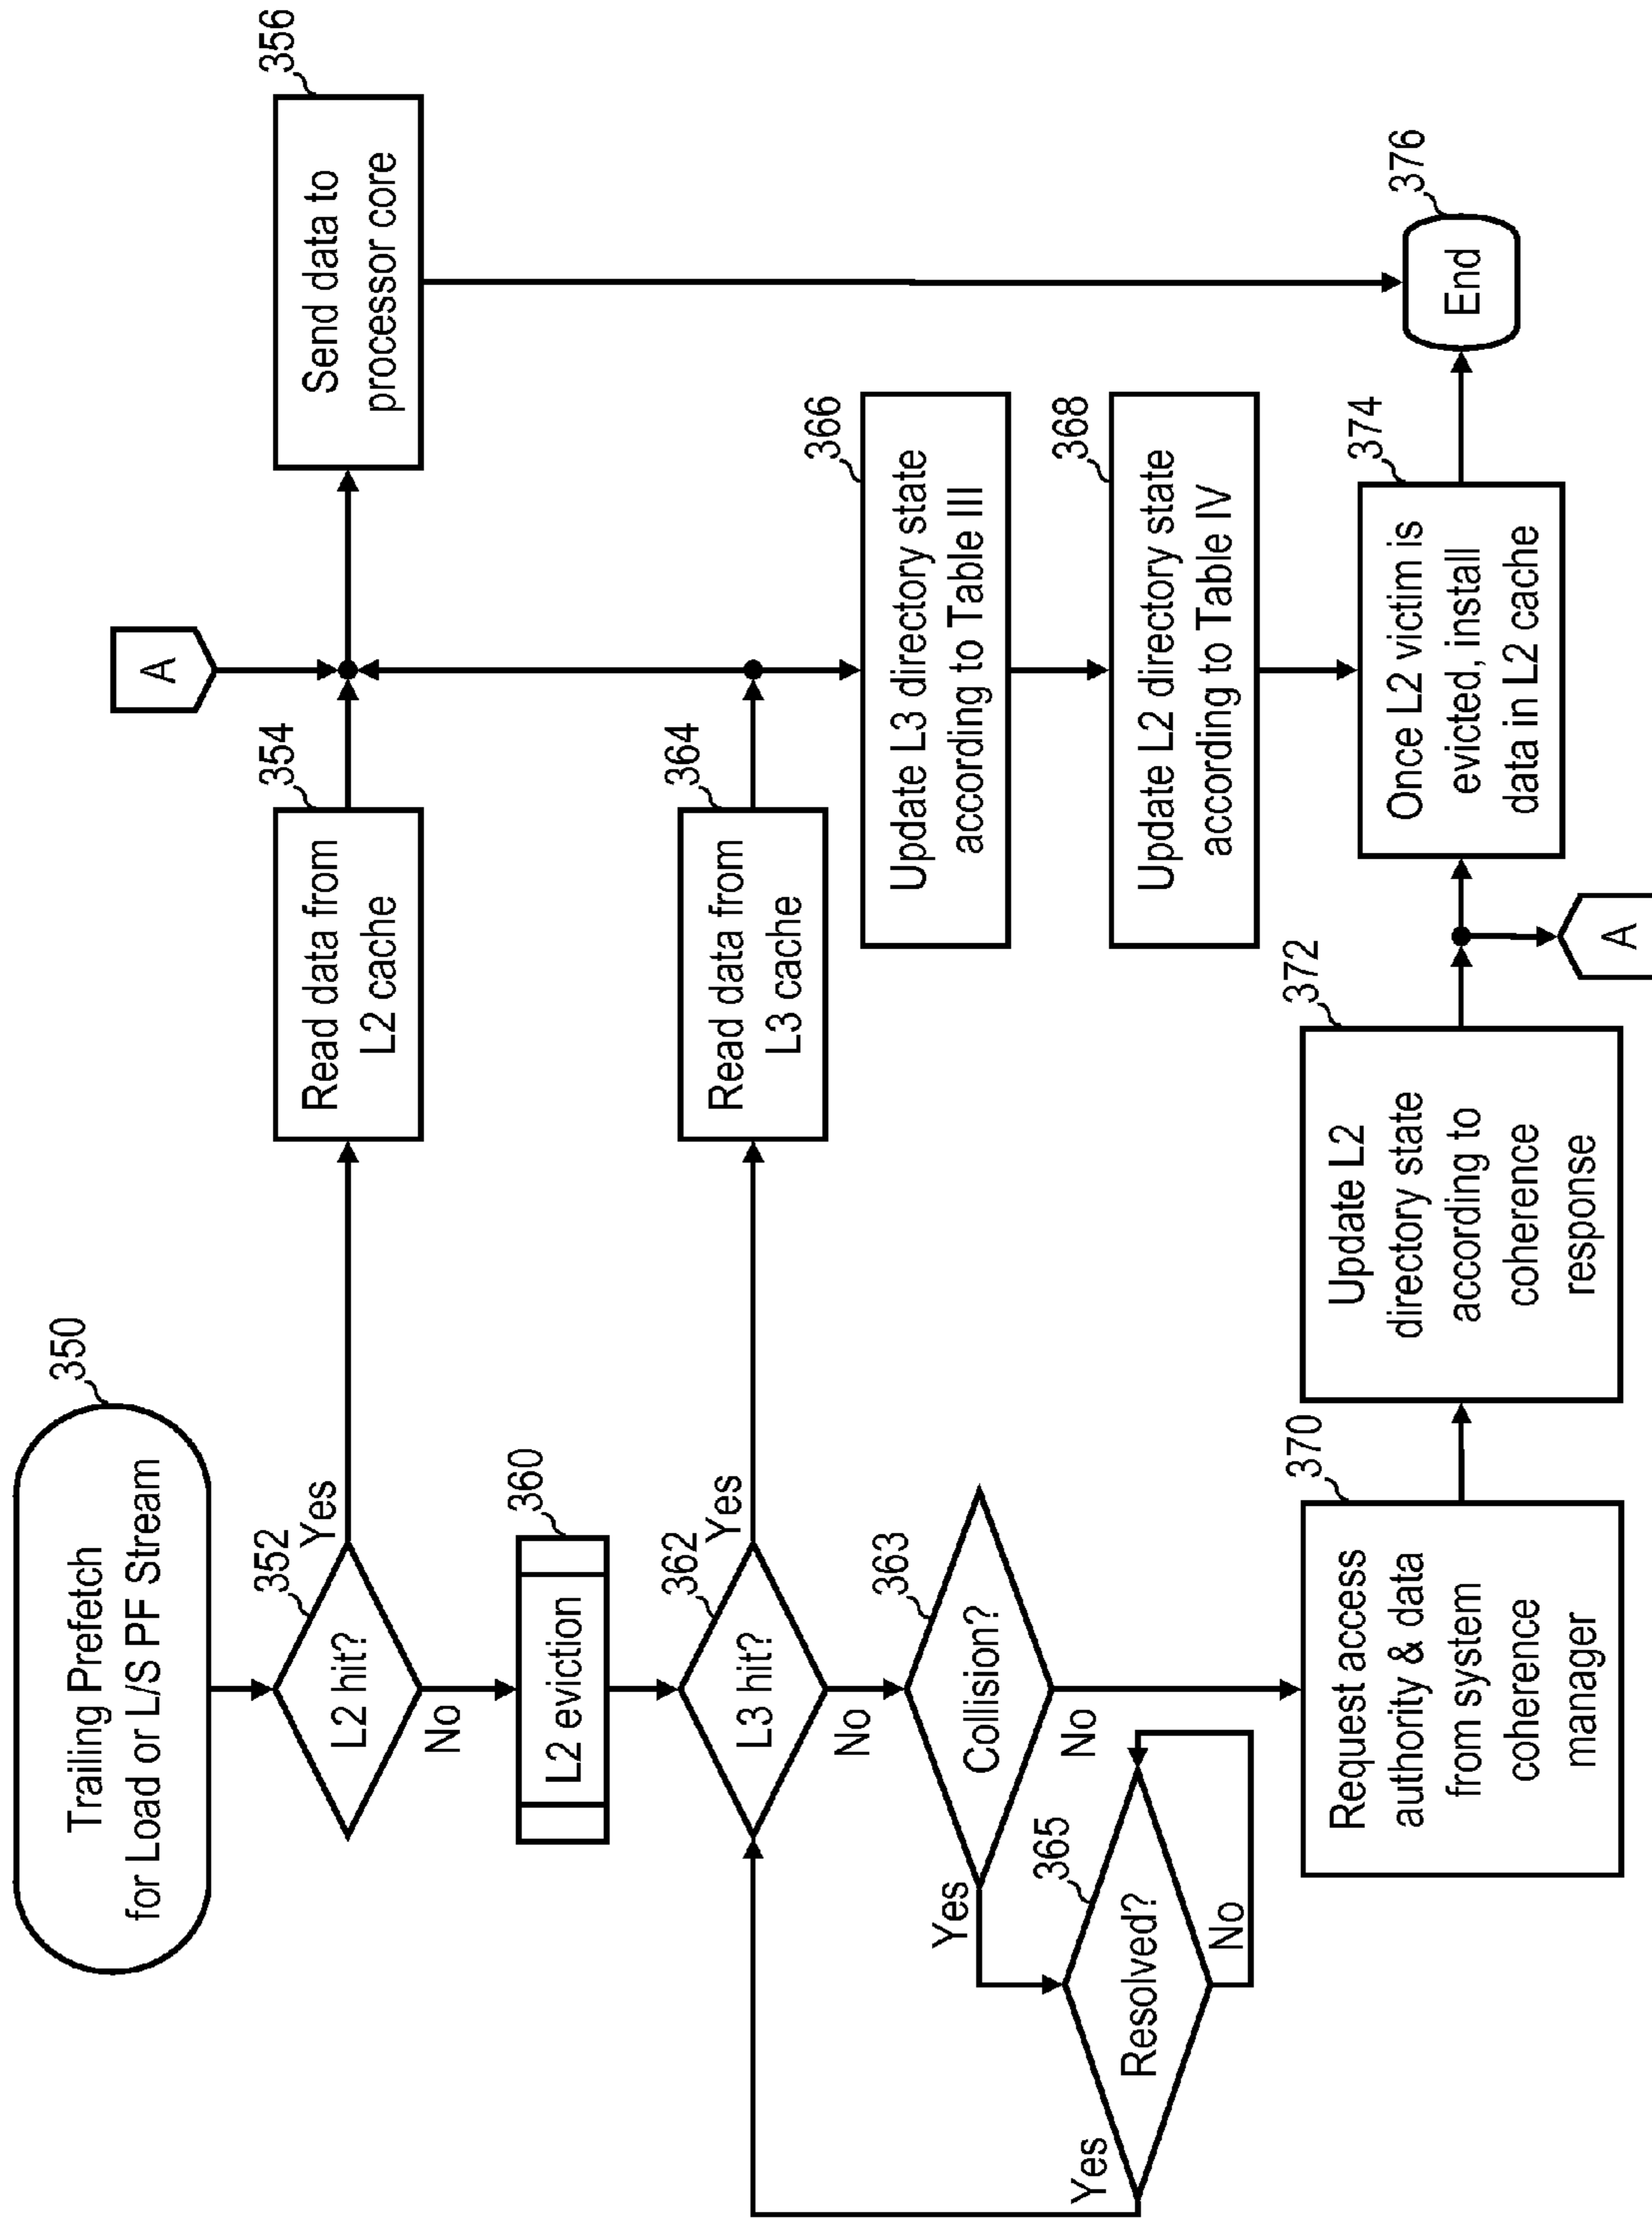 350
Trailing Prefetch
for Load or L/S PF Stream
A
352
L2 hit?
Yes
No
354
Read data from
L2 cache
356
Send data to
processor core
360
L2 eviction
362
L3 hit?
Yes
No
364
Read data from
L3 cache
363
Collision?
Yes
No
365
Resolved?
Yes
No
366
Update L3 directory state
according to Table III
368
Update L2 directory state
according to Table IV
370
Request access
authority & data
from system
coherence
manager
372
Update L2
directory state
according to
coherence
response
A
374
Once L2 victim is
evicted, install
data in L2 cache
376
End